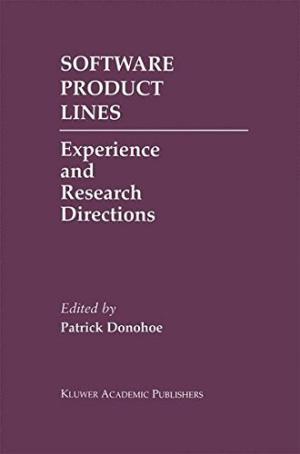 SOFTWARE
PRODUCT
LINES
Experience
and
Research
Directions
Edited by
Patrick Donohoe
KLUWER ACADEMIC PUBLISHERS